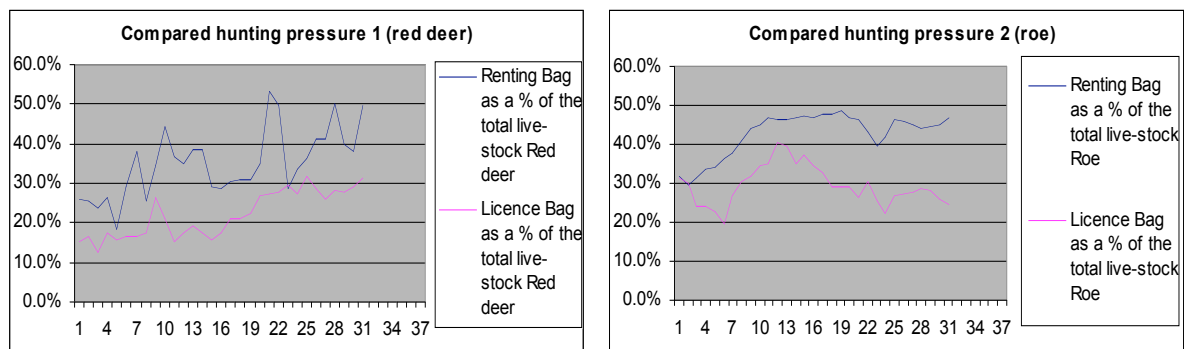 Compared hunting pressure 1 (red deer)
60.0%
50.0%
40.0%
30.0%
20.0%
10.0%
0.0%
1 4 7 10 13 16 19 22 25 28 31 34 37
Renting Bag
as a % of the
total live-
stock Red
deer
Licence Bag
as a % of the
total live-
stock Red
deer
Compared hunting pressure 2 (roe)
60.0%
50.0%
40.0%
30.0%
20.0%
10.0%
0.0%
1 4 7 10 13 16 19 22 25 28 31 34 37
Renting Bag
as a % of the
total live-stock
Roe
Licence Bag
as a % of the
total live-stock
Roe